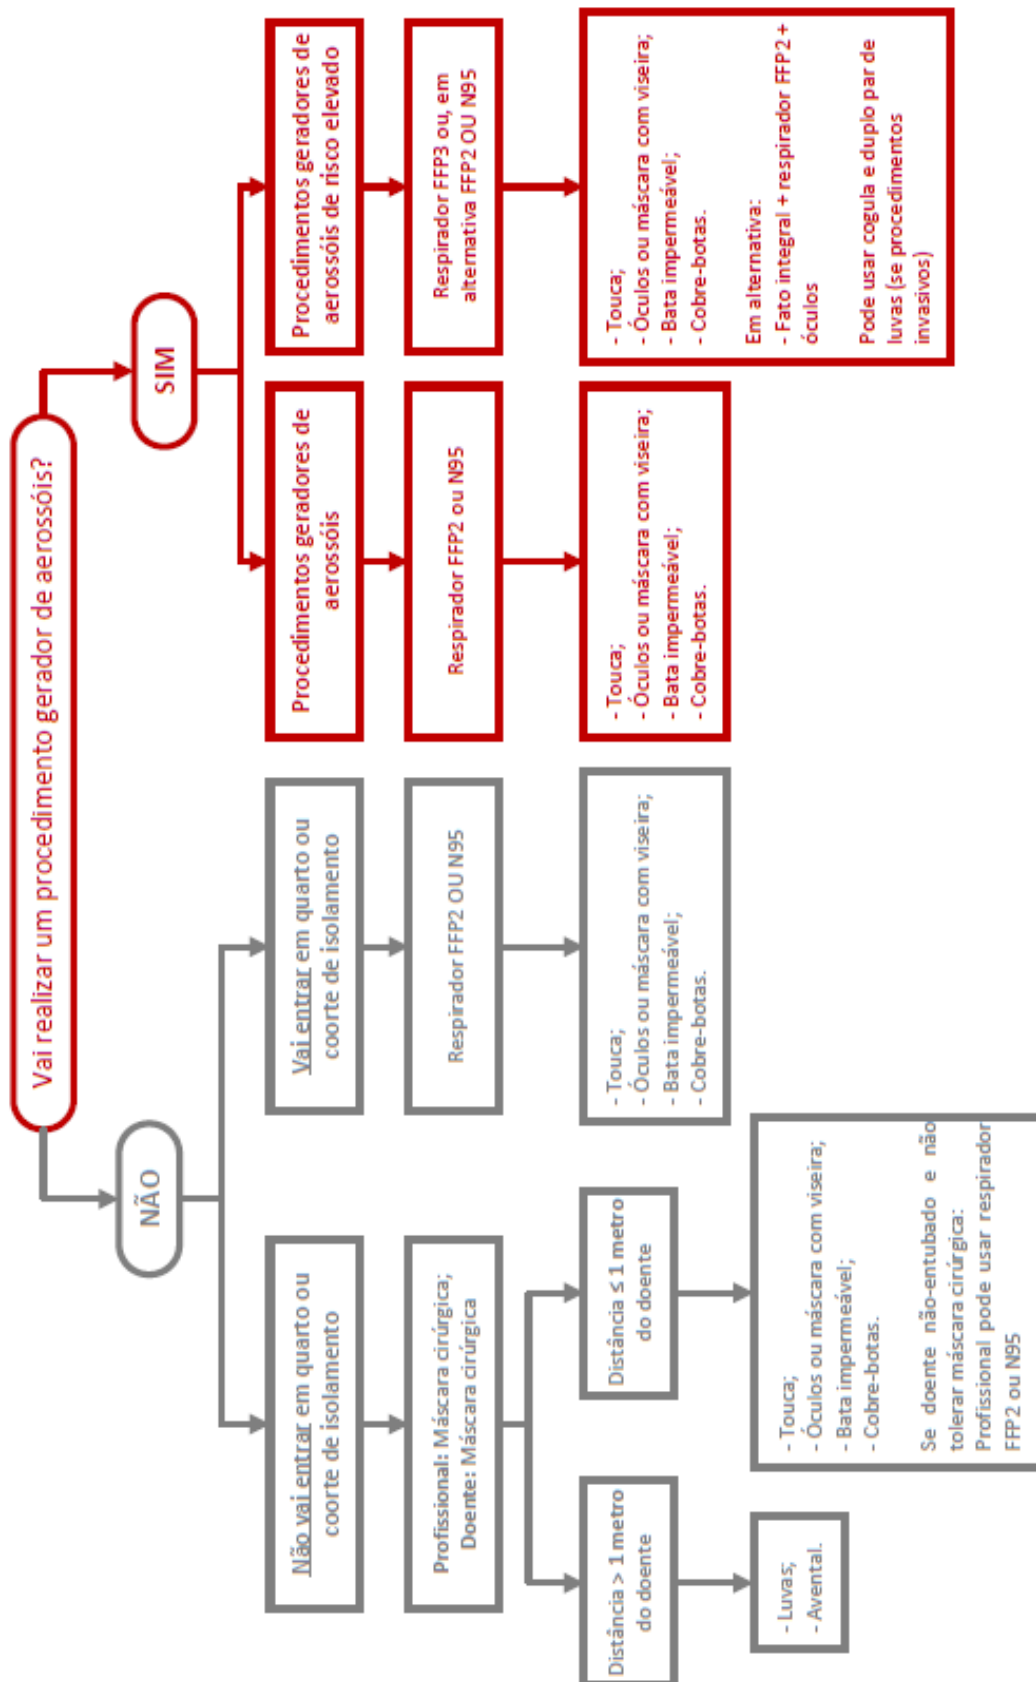 Vai realizar um procedimento gerador de aerossóis?
NÃO
SIM
Não vai entrar em quarto ou
coorte de isolamento
Vai entrar em quarto ou
coorte de isolamento
Procedimentos geradores de
aerossóis
Procedimentos geradores de
aerossóis de risco elevado
Profissional: Máscara cirúrgica;
Doente: Máscara cirúrgica
Respirador FFP2 OU N95
Respirador FFP2 ou N95
Respirador FFP3 ou, em
alternativa FFP2 OU N95
Distância > 1 metro
do doente
Distância ≤ 1 metro
do doente
- Touca;
- Óculos ou máscara com viseira;
- Bata impermeável;
- Cobre-botas.
- Touca;
- Óculos ou máscara com viseira;
- Bata impermeável;
- Cobre-botas.
- Touca;
- Óculos ou máscara com viseira;
- Bata impermeável;
- Cobre-botas.
Em alternativa:
- Fato integral + respirador FFP2 +
óculos
Pode usar cogula e duplo par de
luvas (se procedimentos
invasivos)
- Luvas;
- Avental.
- Touca;
- Óculos ou máscara com viseira;
- Bata impermeável;
- Cobre-botas.
Se doente não-entubado e não
tolerar máscara cirúrgica:
Profissional pode usar respirador
FFP2 ou N95